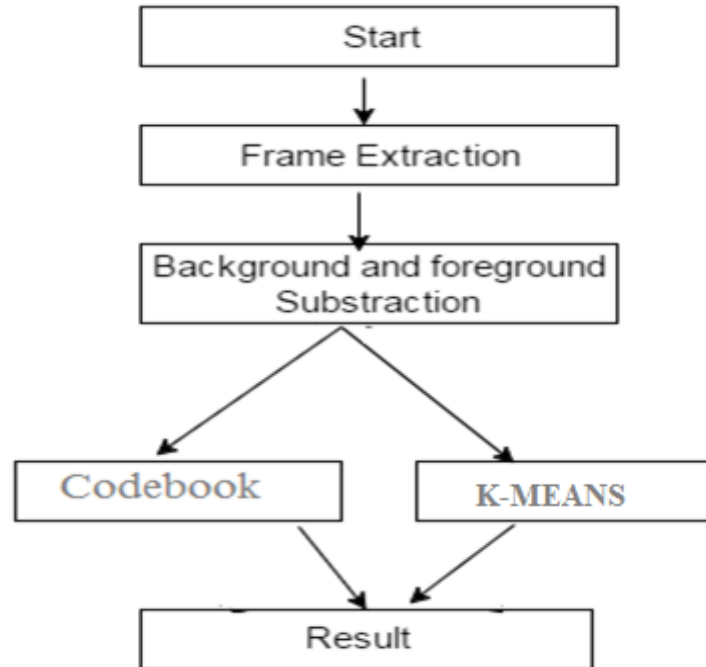 Start
Frame Extraction
Background and foreground
Substraction
Codebook
K-MEANS
Result